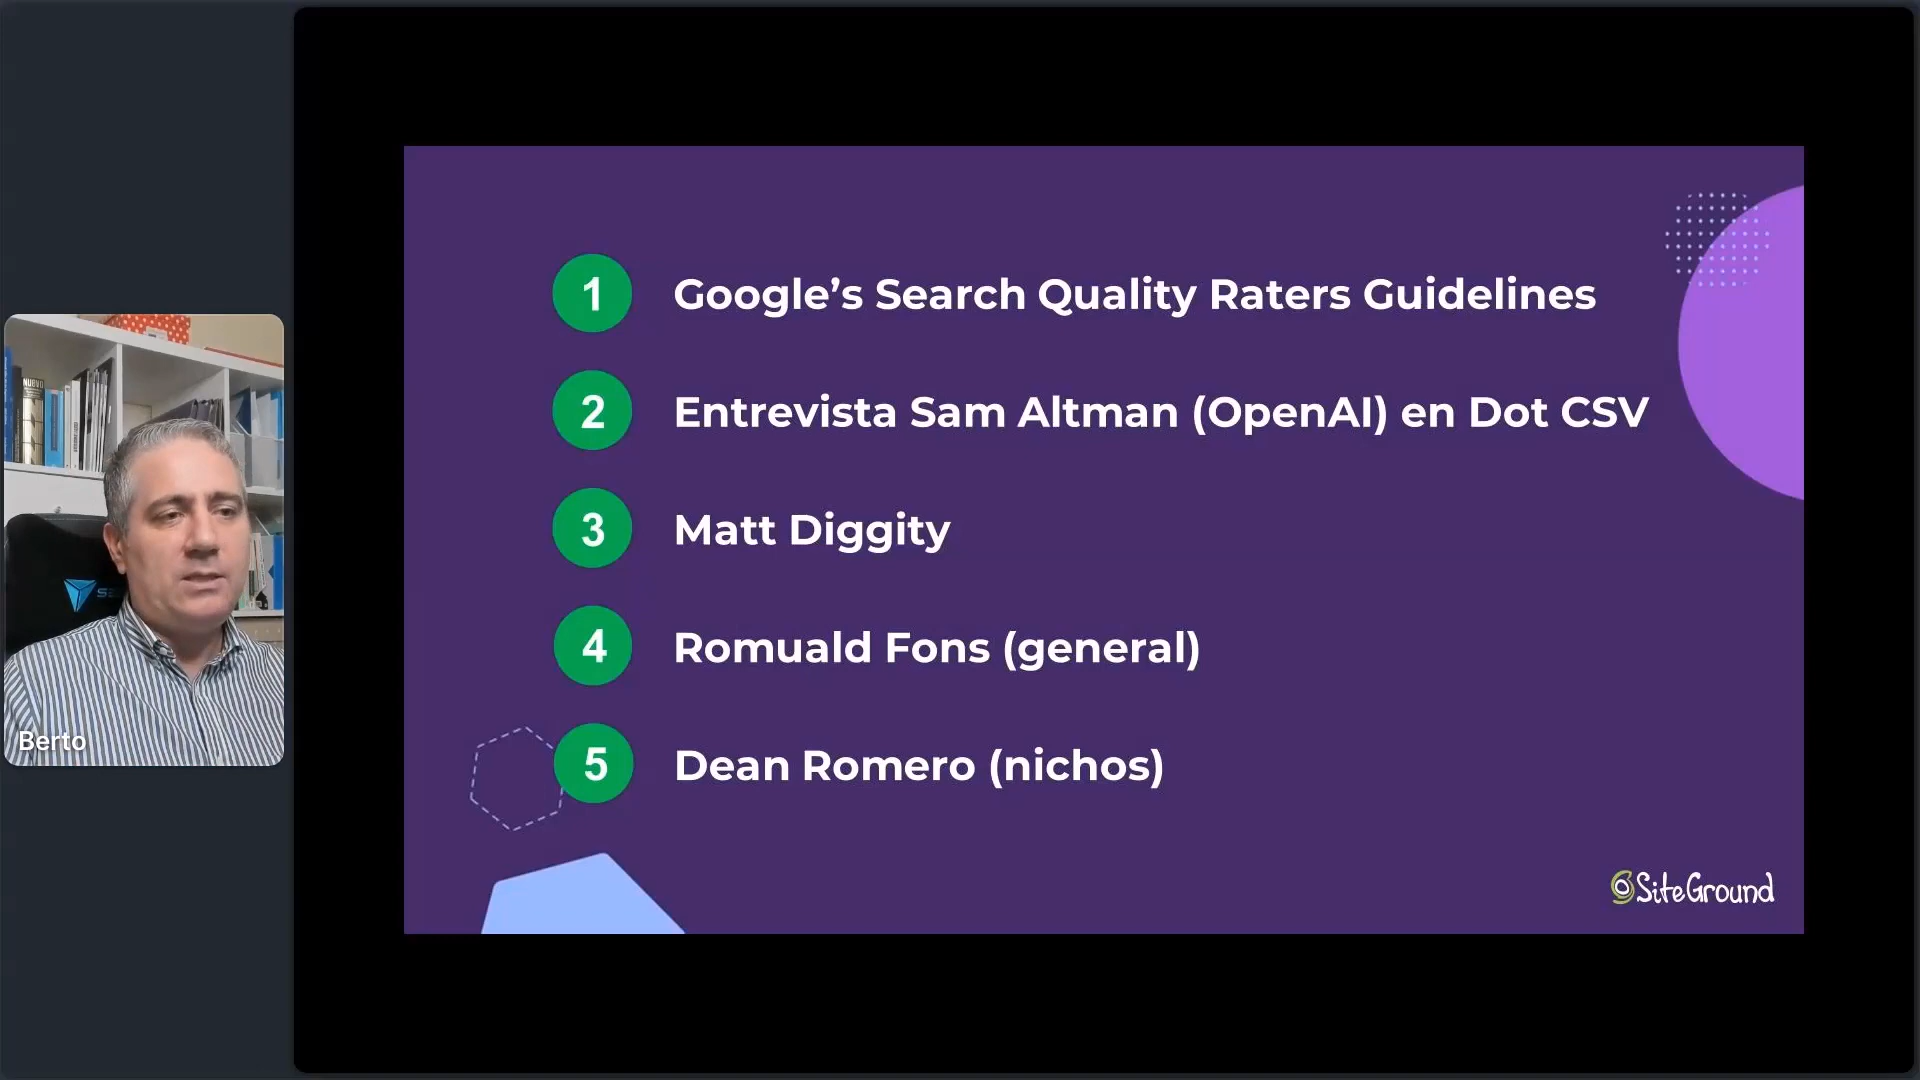 1 Google’s Search Quality Raters Guidelines
2 Entrevista Sam Altman (OpenAI) en Dot CSV
3 Matt Diggity
4 Romuald Fons (general)
5 Dean Romero (nichos)
SiteGround
NUEVO
Berto